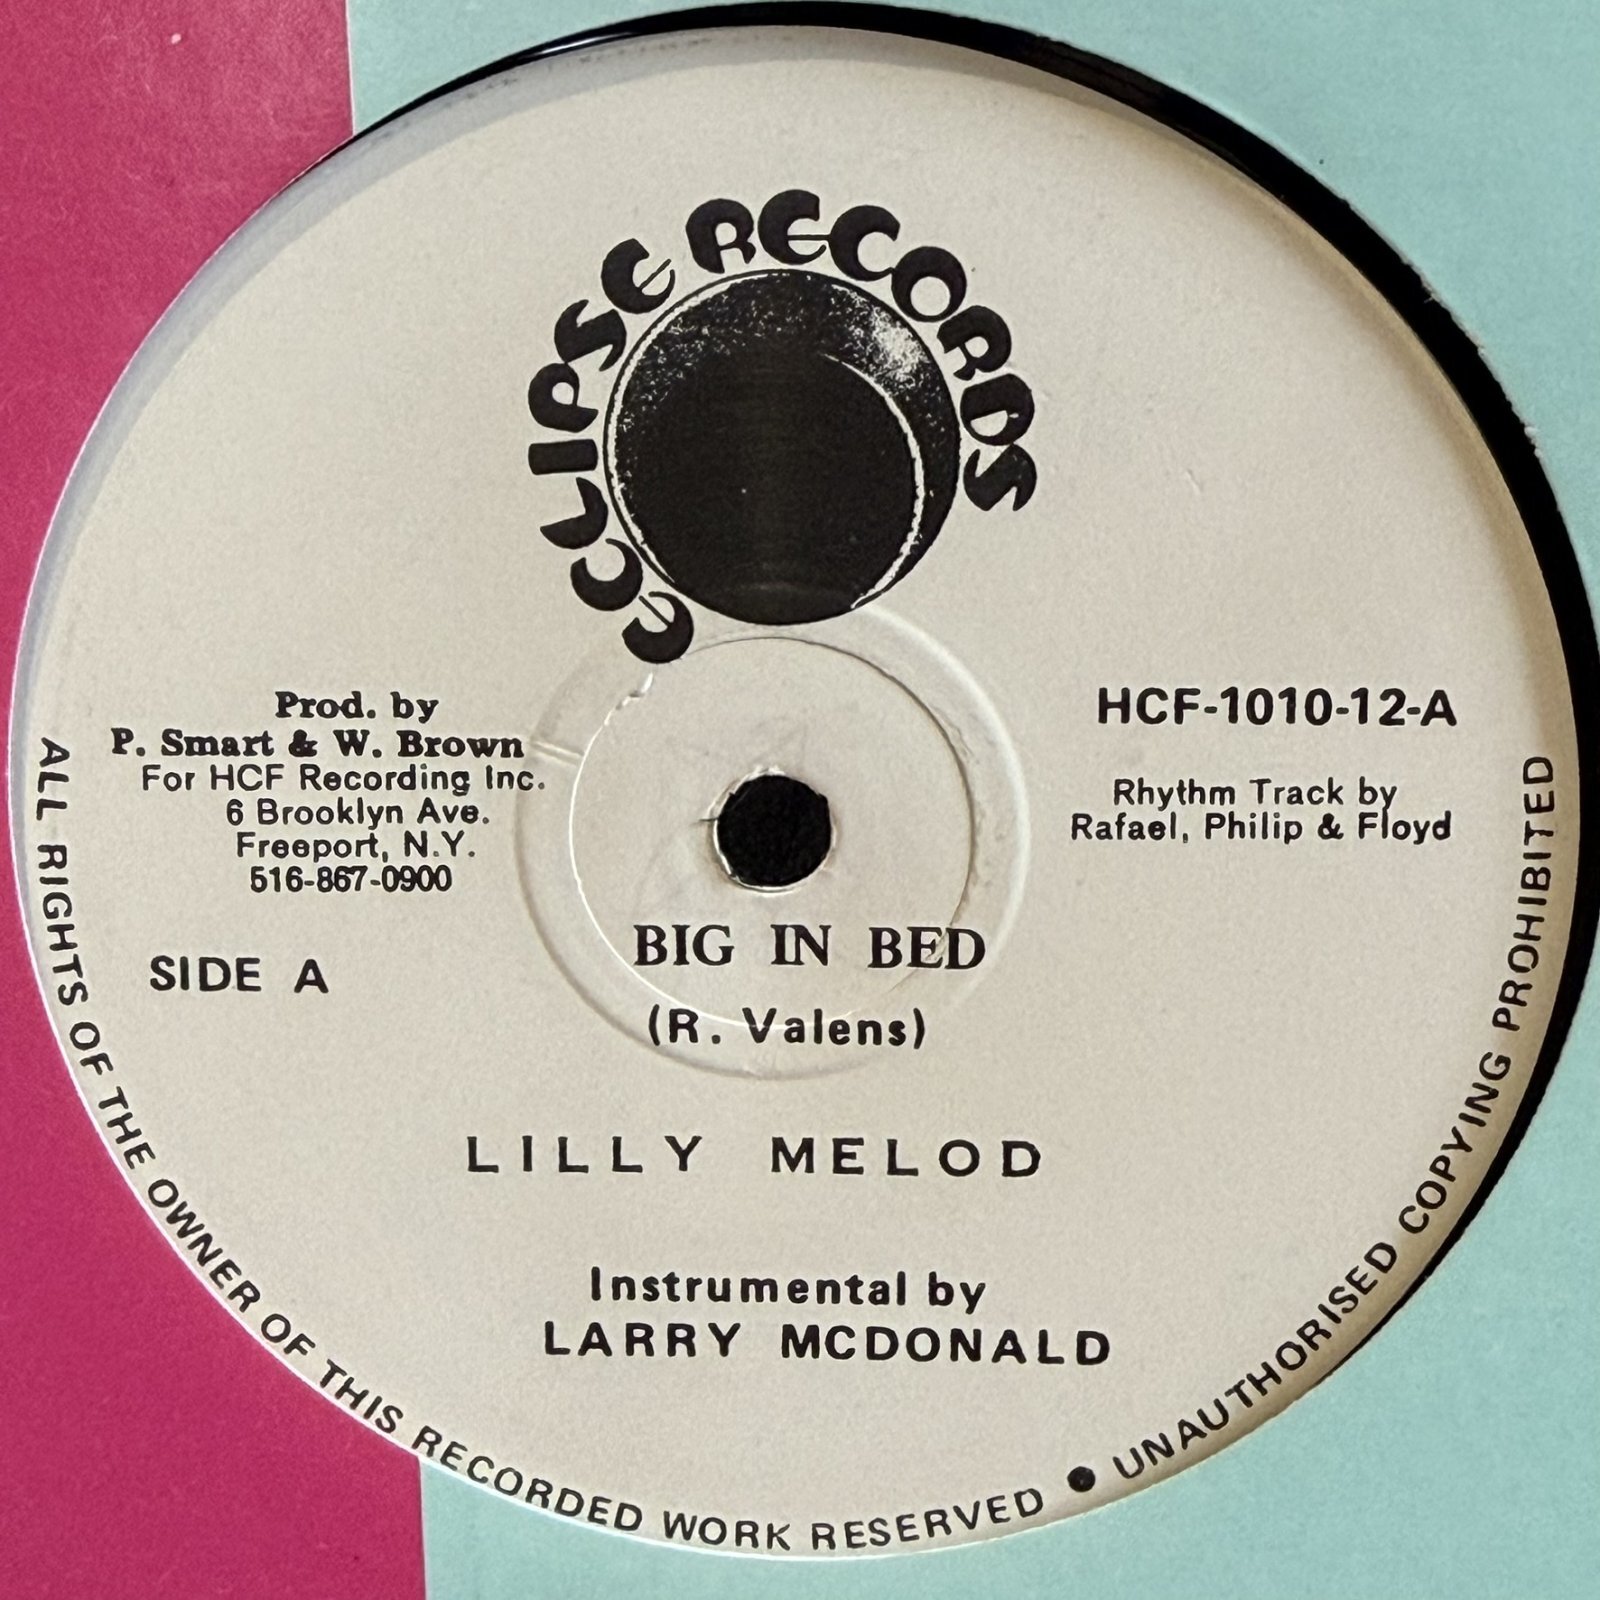 ECLIPSE RECORDS
Prod. by
P. Smart & W. Brown
For HCF Recording Inc.
6 Brooklyn Ave.
Freeport, N.Y.
516-867-0900
SIDE A
HCF-1010-12-A
Rhythm Track by
Rafael, Philip & Floyd
BIG IN BED
(R. Valens)
LILLY MELOD
Instrumental by
LARRY MCDONALD
ALL RIGHTS OF THE OWNER OF THIS RECORDED WORK RESERVED ● UNAUTHORISED COPYING PROHIBITED